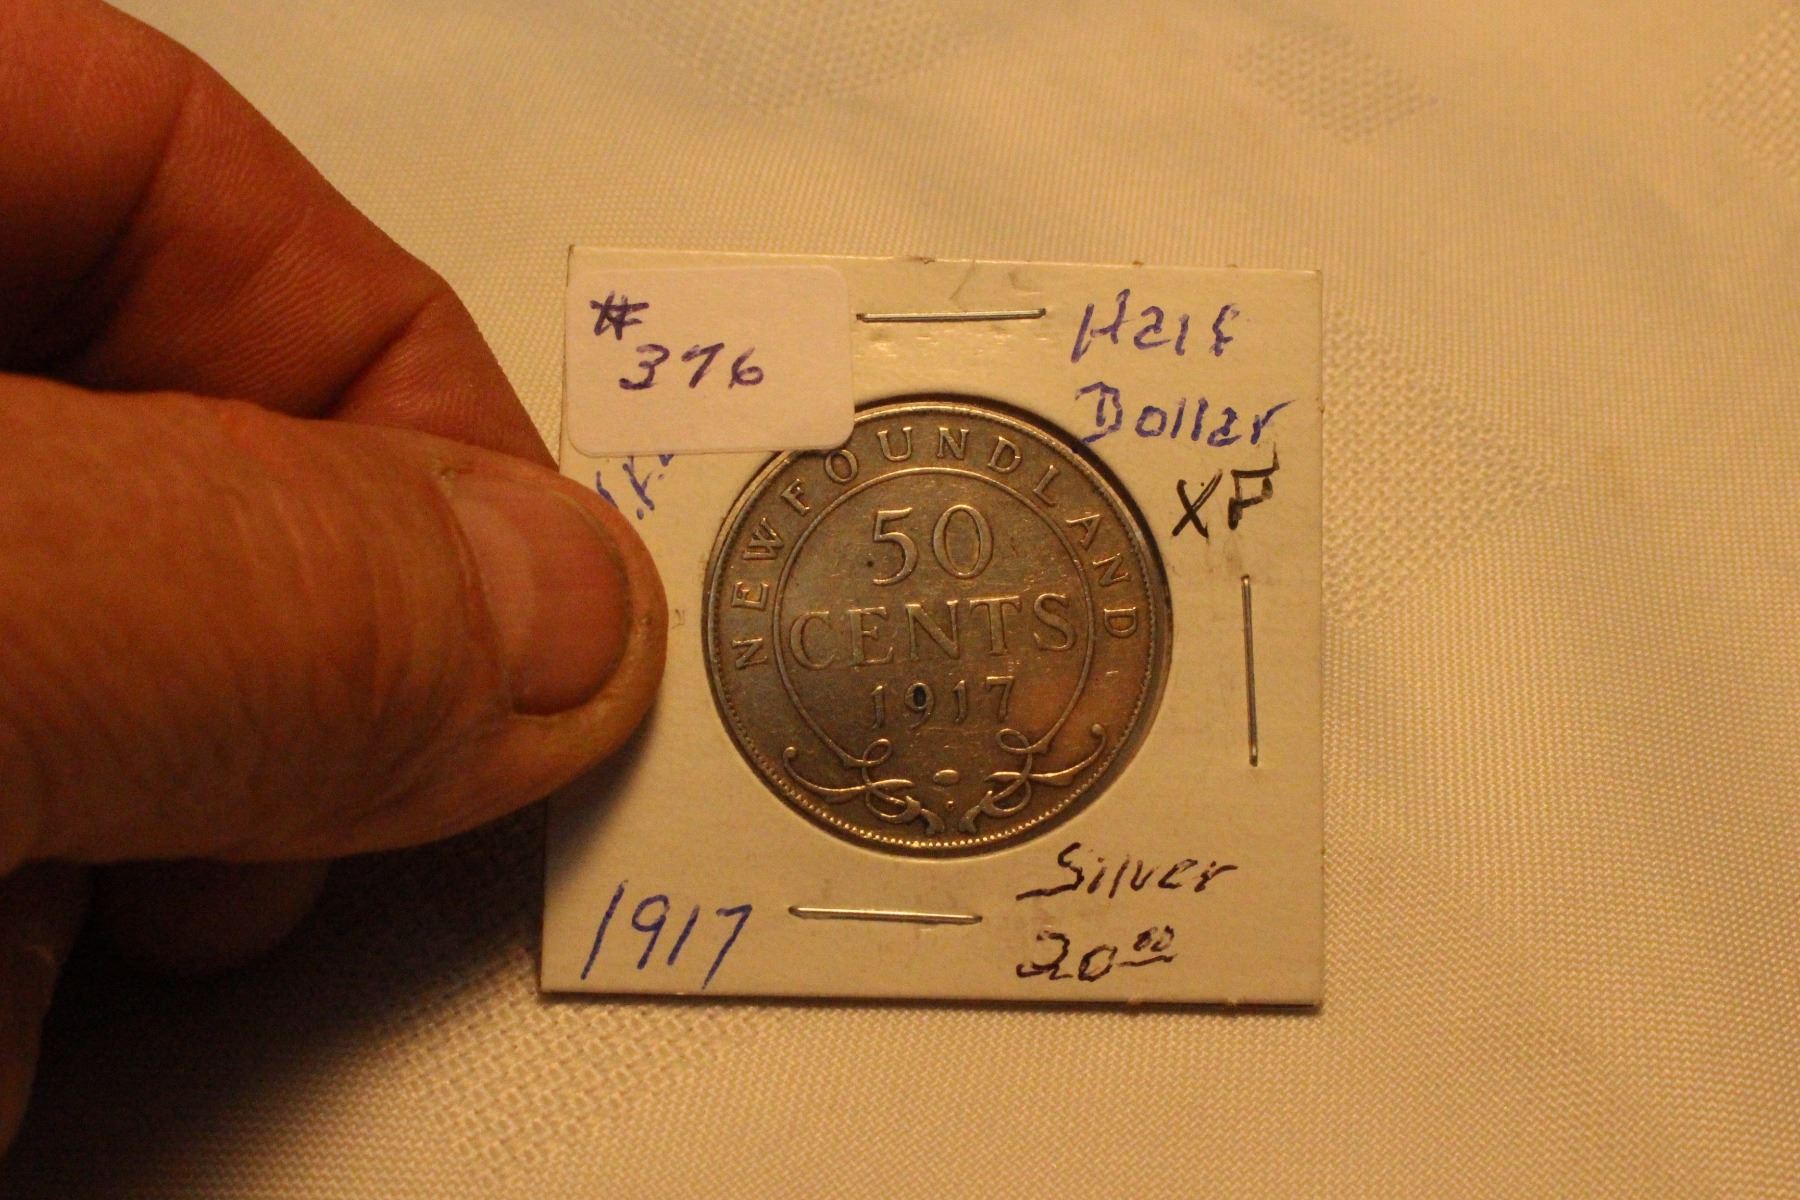 #
376
Half
Dollar
XF
NEWFOUNDLAND
50
CENTS
1917
1917
Silver
20.00